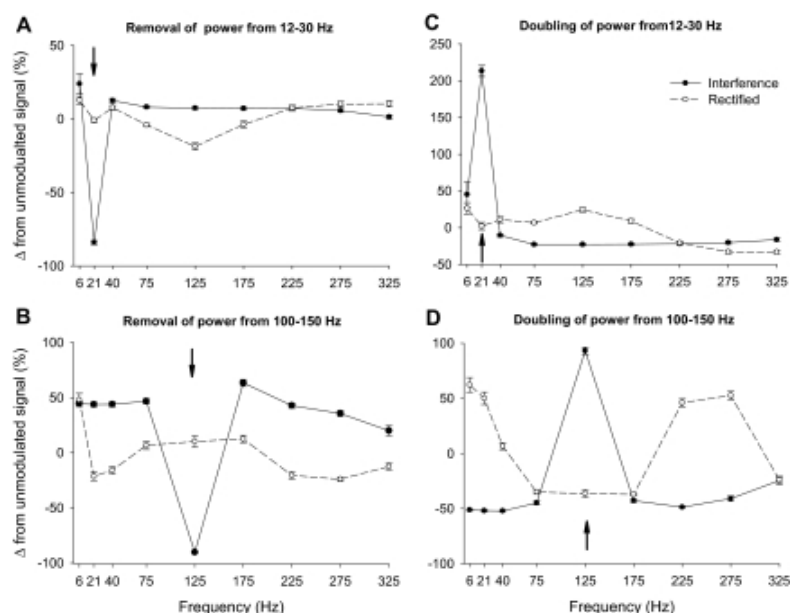 A
Removal of power from 12-30 Hz
Δ from unmodualted signal (%)
50
0
-50
-100
6 21 40 75 125 175 225 275 325
C
Doubling of power from12-30 Hz
250
200
150
100
50
0
-50
Interference
Rectified
6 21 40 75 125 175 225 275 325
B
Removal of power from 100-150 Hz
Δ from unmodulated signal (%)
100
50
0
-50
-100
6 21 40 75 125 175 225 275 325
Frequency (Hz)
D
Doubling of power from 100-150 Hz
100
50
0
-50
-100
6 21 40 75 125 175 225 275 325
Frequency (Hz)